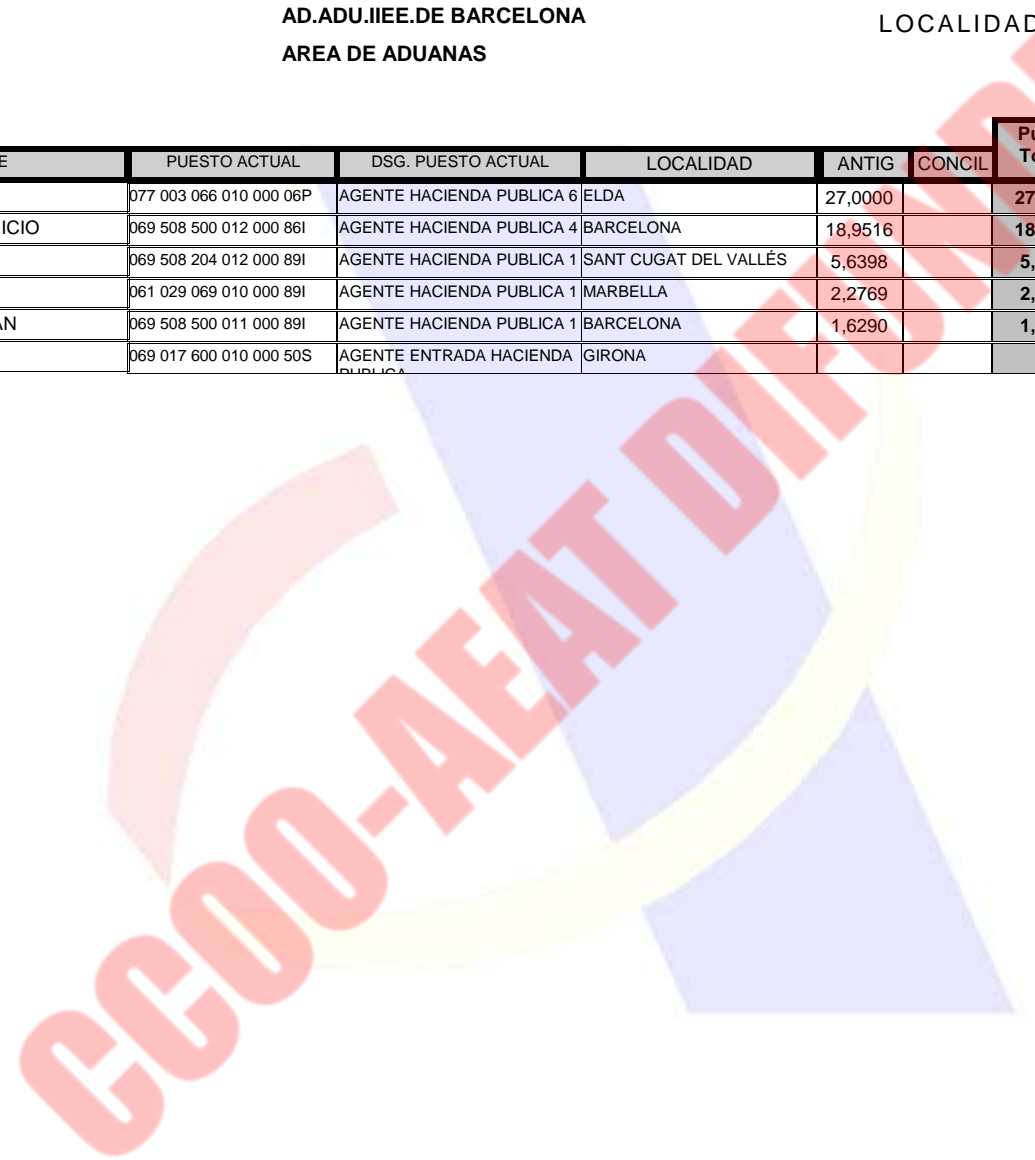 AD.ADU.IIEE.DE BARCELONA
LOCALIDAD
AREA DE ADUANAS
E PUESTO ACTUAL DSG. PUESTO ACTUAL LOCALIDAD ANTIG CONCIL
077 003 066 010 000 06P AGENTE HACIENDA PUBLICA 6 ELDA 27,0000 27
ICIO 069 508 500 012 000 86I AGENTE HACIENDA PUBLICA 4 BARCELONA 18,9516 18
069 508 204 012 000 89I AGENTE HACIENDA PUBLICA 1 SANT CUGAT DEL VALLÉS 5,6398 5,
061 029 069 010 000 89I AGENTE HACIENDA PUBLICA 1 MARBELLA 2,2769 2,
AN 069 508 500 011 000 89I AGENTE HACIENDA PUBLICA 1 BARCELONA 1,6290 1,
069 017 600 010 000 50S AGENTE ENTRADA HACIENDA GIRONA
PUBLICA
CCOO-AEAT DIFUNDE